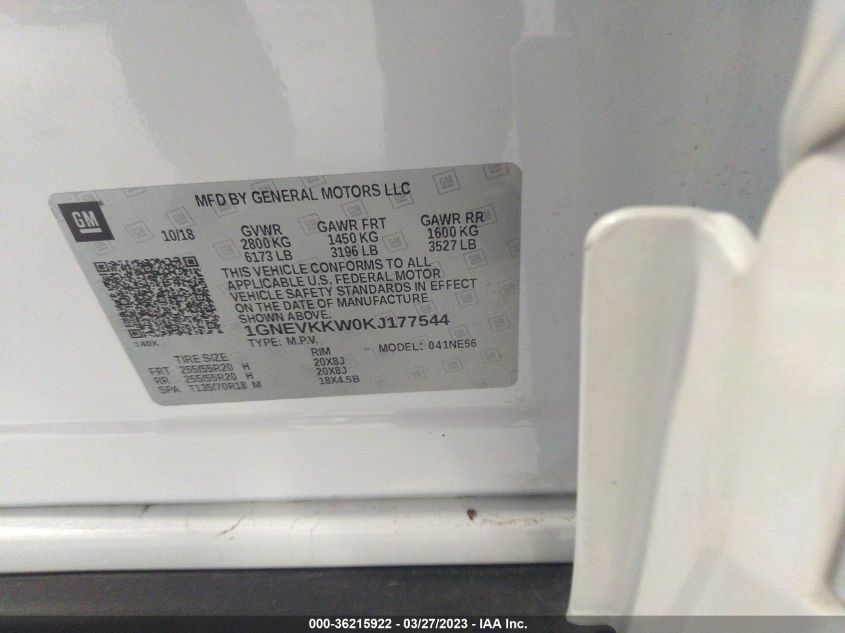 GM
MFD BY GENERAL MOTORS LLC
10/18 GVWR GAWR FRT GAWR RR
2800 KG 1450 KG 1600 KG
6173 LB 3196 LB 3527 LB
THIS VEHICLE CONFORMS TO ALL
APPLICABLE U.S. FEDERAL MOTOR
VEHICLE SAFETY STANDARDS IN EFFECT
ON THE DATE OF MANUFACTURE
SHOWN ABOVE.
1GNEVKKW0KJ177544
140X
TYPE: M.P.V. MODEL: 041NE56
TIRE SIZE RIM
FRT 255/55R20 H 20X8J
RR 255/55R20 H 20X8J
SPA T135/70R18 M 18X4.5B
000-36215922 — 03/27/2023 — IAA Inc.